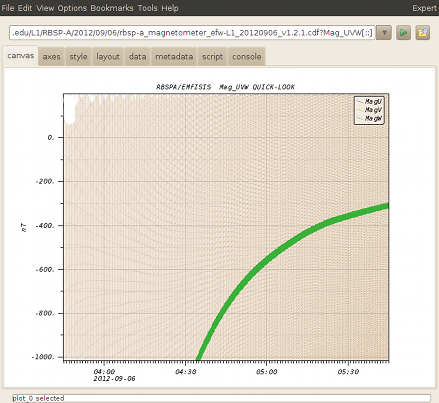 File Edit View Options Bookmarks Tools Help Expert
.edu/L1/RBSP-A/2012/09/06/rbsp-a_magnetometer_efw-L1_20120906_v1.2.1.cdf?Mag_UVW[::]
canvas axes style layout data metadata script console
RBSPA/EMFISIS Mag_UVW QUICK-LOOK
MagU
MagV
MagW
0.
-200.
nT
-400.
-600.
-800.
-1000.
04:00 04:30 05:00 05:30
2012-09-06
plot_0 selected